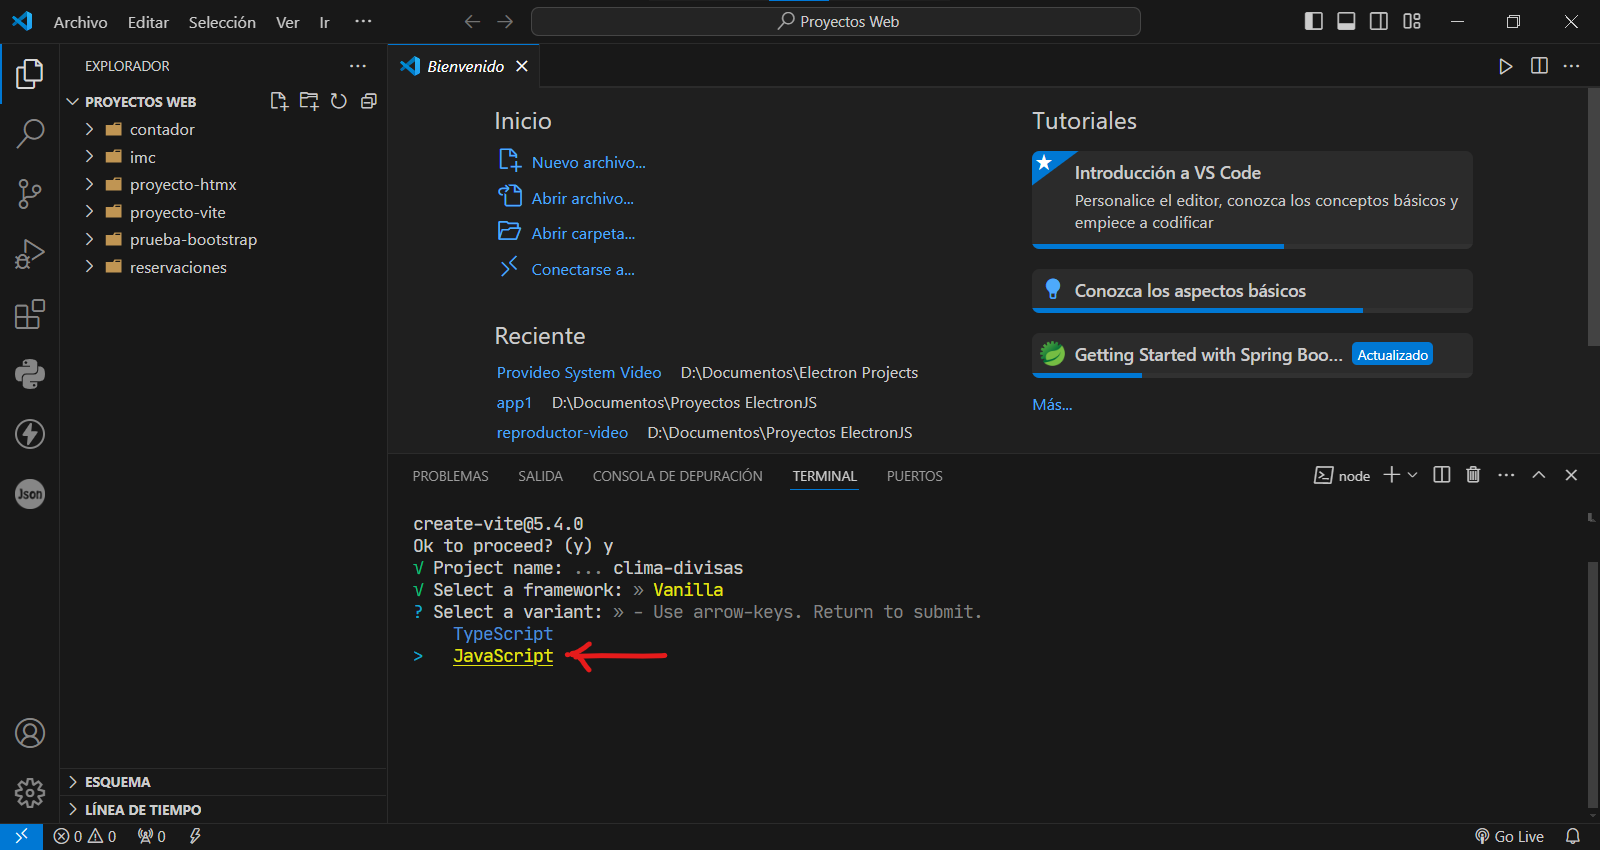 Archivo Editar Selección Ver Ir ...
Proyectos Web
EXPLORADOR ...
Bienvenido
PROYECTOS WEB
contador
imc
proyecto-htmx
proyecto-vite
prueba-bootstrap
reservaciones
ESQUEMA
LÍNEA DE TIEMPO
Inicio
Nuevo archivo...
Abrir archivo...
Abrir carpeta...
Conectarse a...
Reciente
Provideo System Video D:\Documentos\Electron Projects
app1 D:\Documentos\Proyectos ElectronJS
reproductor-video D:\Documentos\Proyectos ElectronJS
Tutoriales
Introducción a VS Code
Personalice el editor, conozca los conceptos básicos y
empiece a codificar
Conozca los aspectos básicos
Getting Started with Spring Boo... Actualizado
Más...
PROBLEMAS SALIDA CONSOLA DE DEPURACIÓN TERMINAL PUERTOS
node
create-vite@5.4.0
Ok to proceed? (y) y
√ Project name: ... clima-divisas
√ Select a framework: » Vanilla
? Select a variant: » - Use arrow-keys. Return to submit.
TypeScript
> JavaScript
Json
0 0 0
Go Live